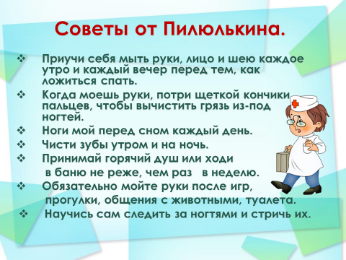 Советы от Пилюлькина.
❖ Приучи себя мыть руки, лицо и шею каждое
утро и каждый вечер перед тем, как
ложиться спать.
❖ Когда моешь руки, потри щеткой кончики
пальцев, чтобы вычистить грязь из-под
ногтей.
❖ Ноги мой перед сном каждый день.
❖ Чисти зубы утром и на ночь.
❖ Принимай горячий душ или ходи
❖ в баню не реже, чем раз в неделю.
❖ Обязательно мойте руки после игр,
прогулки, общения с животными, туалета.
❖ Научись сам следить за ногтями и стричь их.